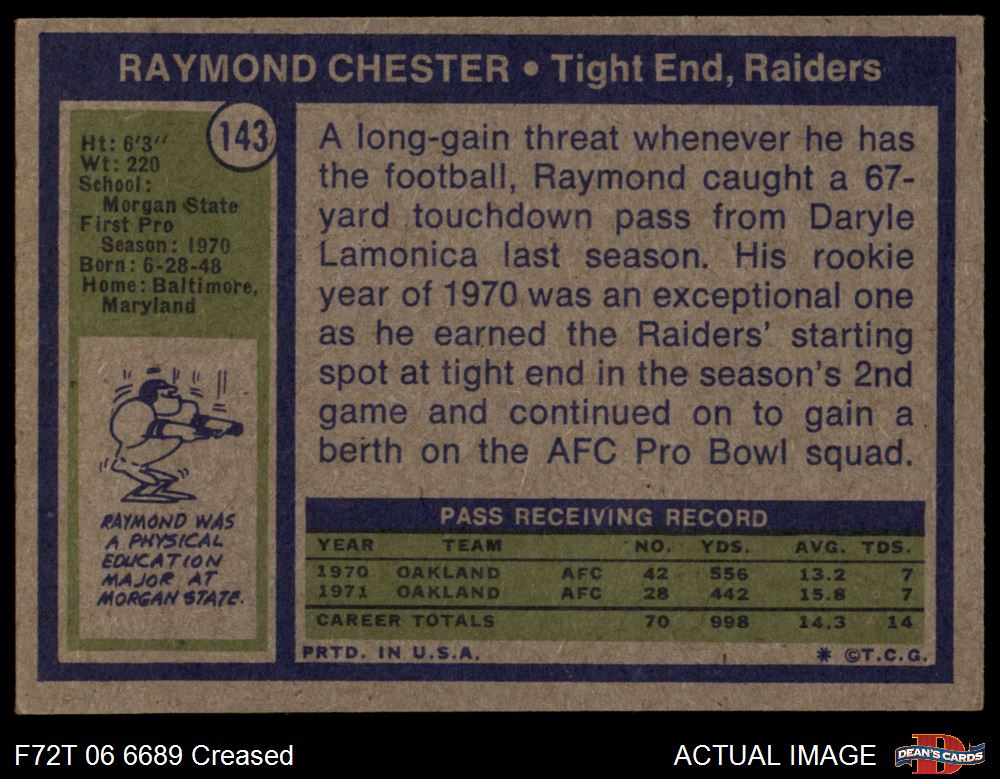 RAYMOND CHESTER • Tight End, Raiders
143
Ht: 6'3''
Wt: 220
School:
Morgan State
First Pro
Season: 1970
Born: 6-28-48
Home: Baltimore,
Maryland
RAYMOND WAS
A PHYSICAL
EDUCATION
MAJOR AT
MORGAN STATE.
A long-gain threat whenever he has
the football, Raymond caught a 67-
yard touchdown pass from Daryle
Lamonica last season. His rookie
year of 1970 was an exceptional one
as he earned the Raiders' starting
spot at tight end in the season's 2nd
game and continued on to gain a
berth on the AFC Pro Bowl squad.
PASS RECEIVING RECORD
YEAR TEAM NO. YDS. AVG. TDS.
1970 OAKLAND AFC 42 556 13.2 7
1971 OAKLAND AFC 28 442 15.8 7
CAREER TOTALS 70 998 14.3 14
PRTD. IN U.S.A. * ©T.C.G.
F72T 06 6689 Creased ACTUAL IMAGE
DEAN'S CARDS